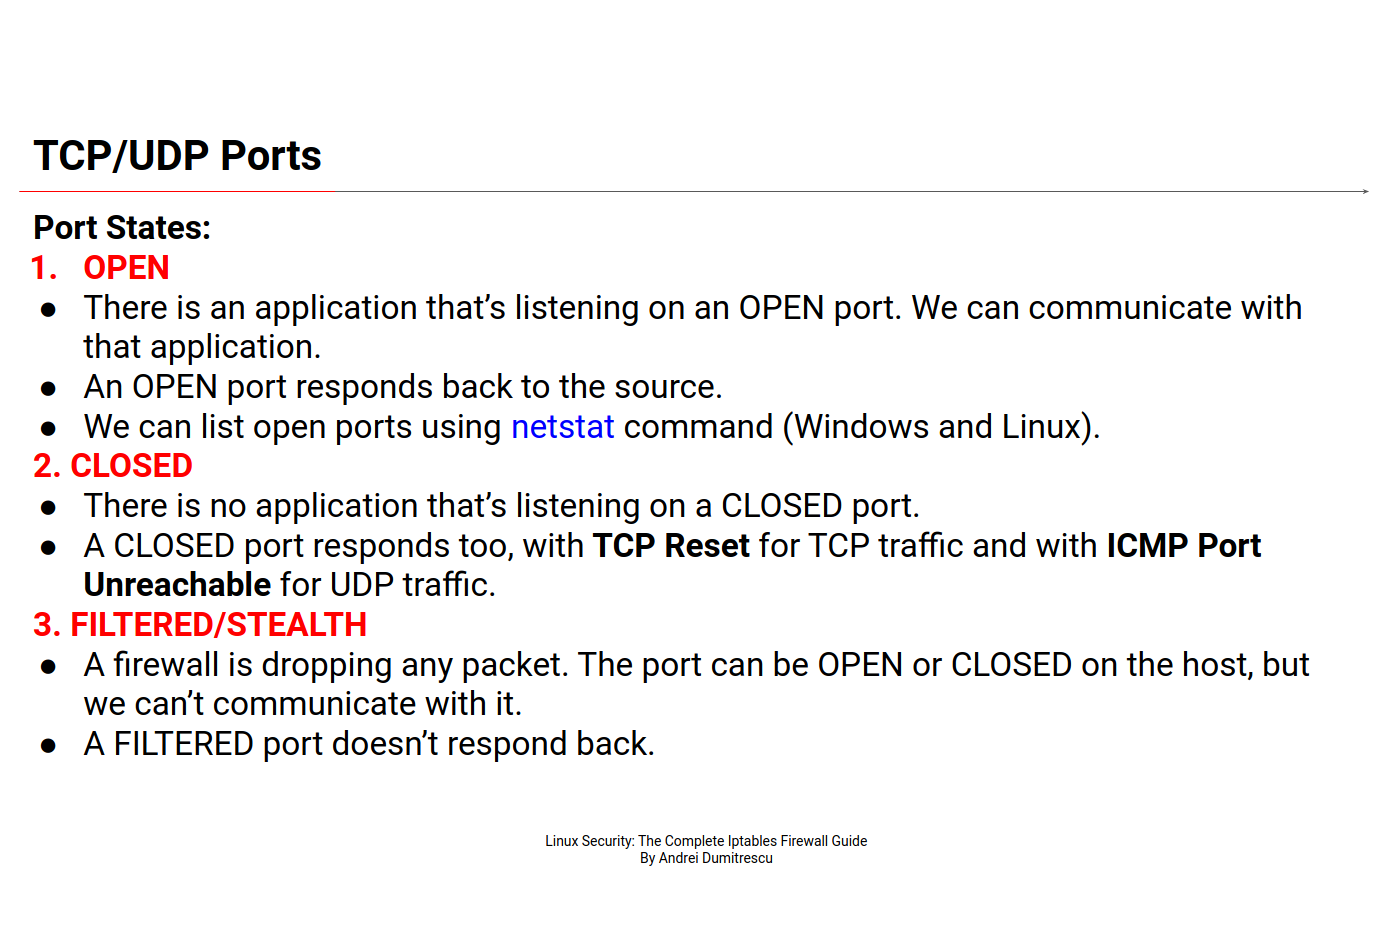 TCP/UDP Ports
Port States:
1. OPEN
● There is an application that’s listening on an OPEN port. We can communicate with
that application.
● An OPEN port responds back to the source.
● We can list open ports using netstat command (Windows and Linux).
2. CLOSED
● There is no application that’s listening on a CLOSED port.
● A CLOSED port responds too, with TCP Reset for TCP traffic and with ICMP Port
Unreachable for UDP traffic.
3. FILTERED/STEALTH
● A firewall is dropping any packet. The port can be OPEN or CLOSED on the host, but
we can’t communicate with it.
● A FILTERED port doesn’t respond back.
Linux Security: The Complete Iptables Firewall Guide
By Andrei Dumitrescu